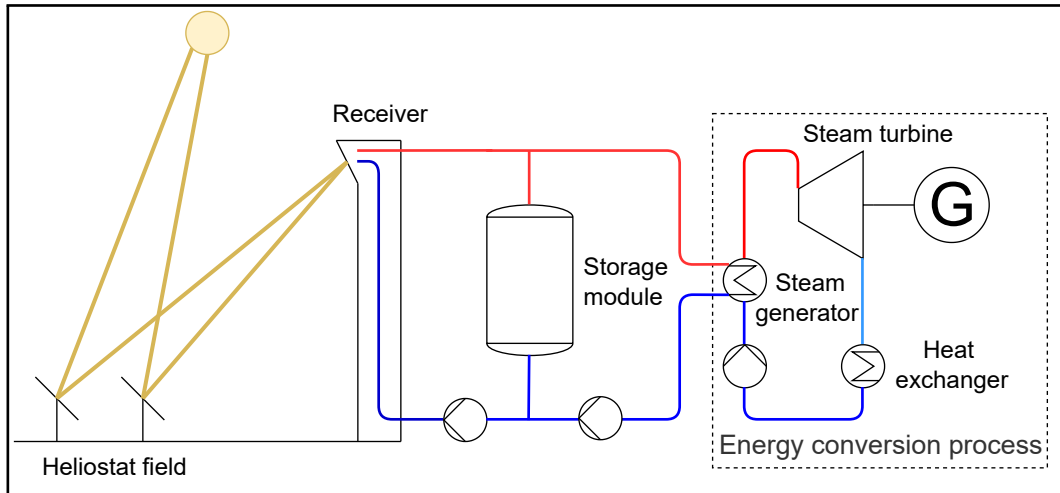 Receiver
Steam turbine
G
Storage
module
Steam
generator
Heat
exchanger
Energy conversion process
Heliostat field